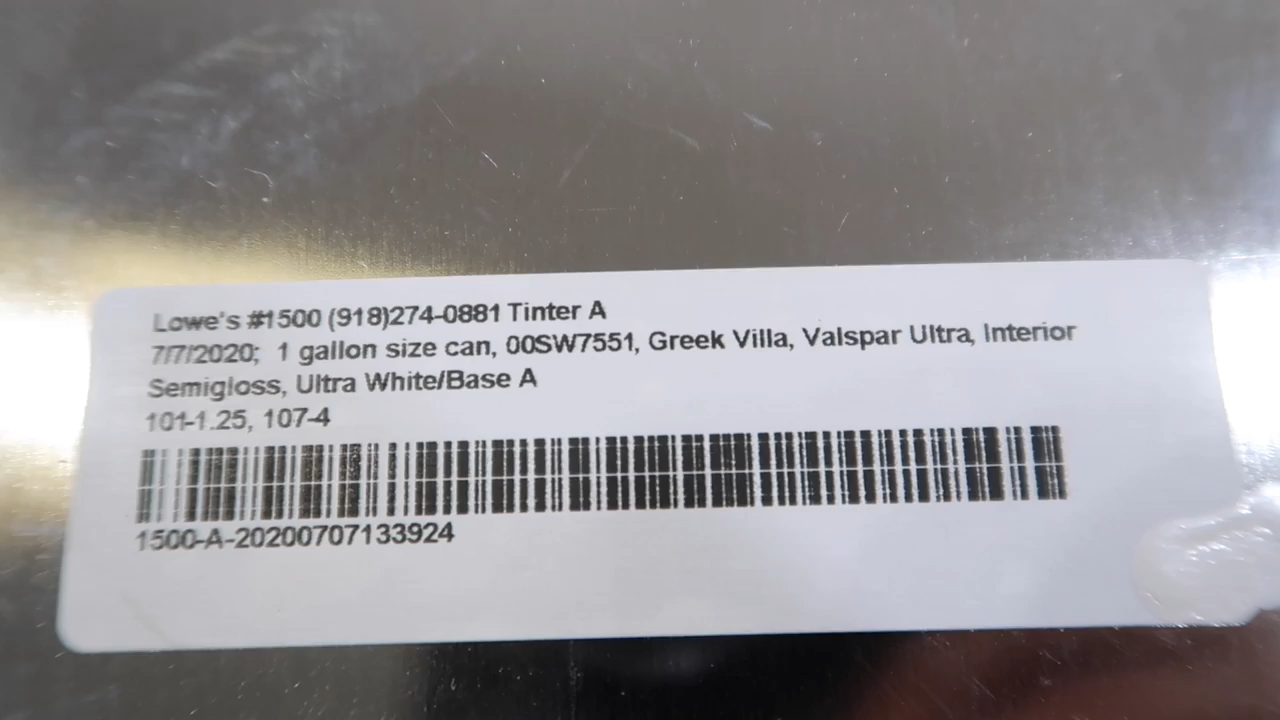 Lowe's #1500 (918)274-0881 Tinter A
7/7/2020; 1 gallon size can, 00SW7551, Greek Villa, Valspar Ultra, Interior
Semigloss, Ultra White/Base A
101-1.25, 107-4
1500-A-20200707133924